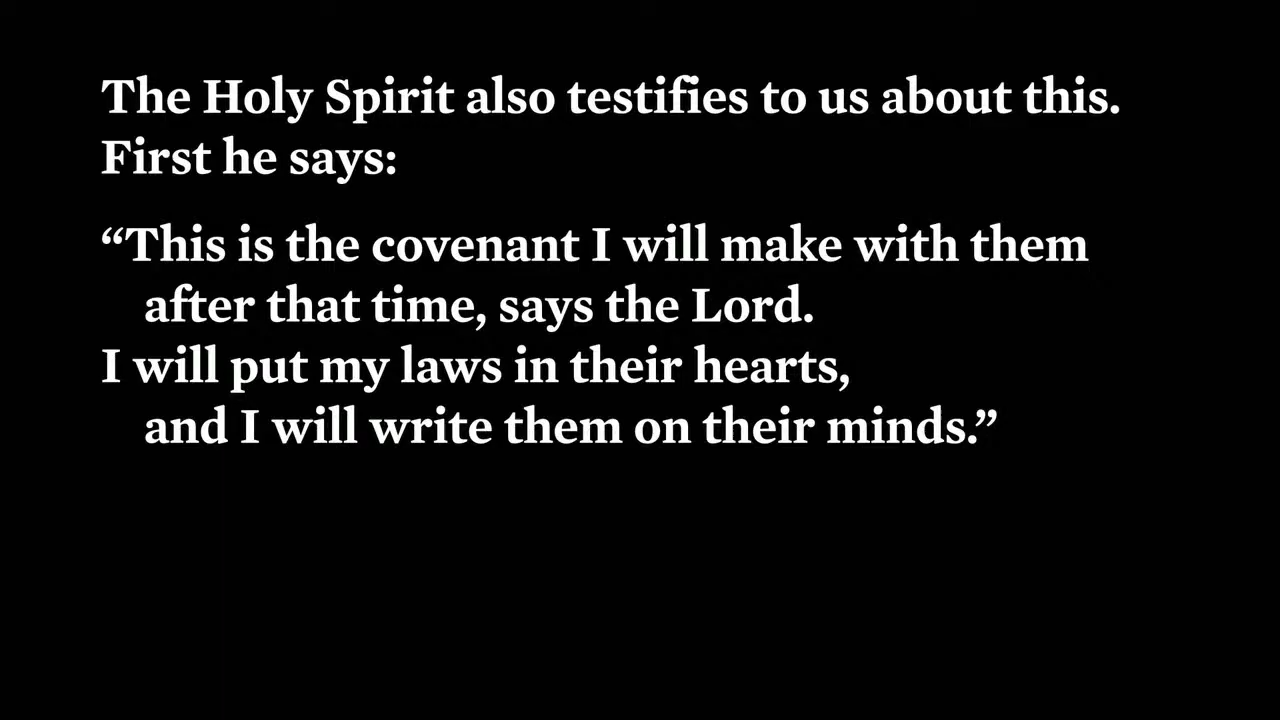 The Holy Spirit also testifies to us about this.
First he says:
“This is the covenant I will make with them
after that time, says the Lord.
I will put my laws in their hearts,
and I will write them on their minds.”